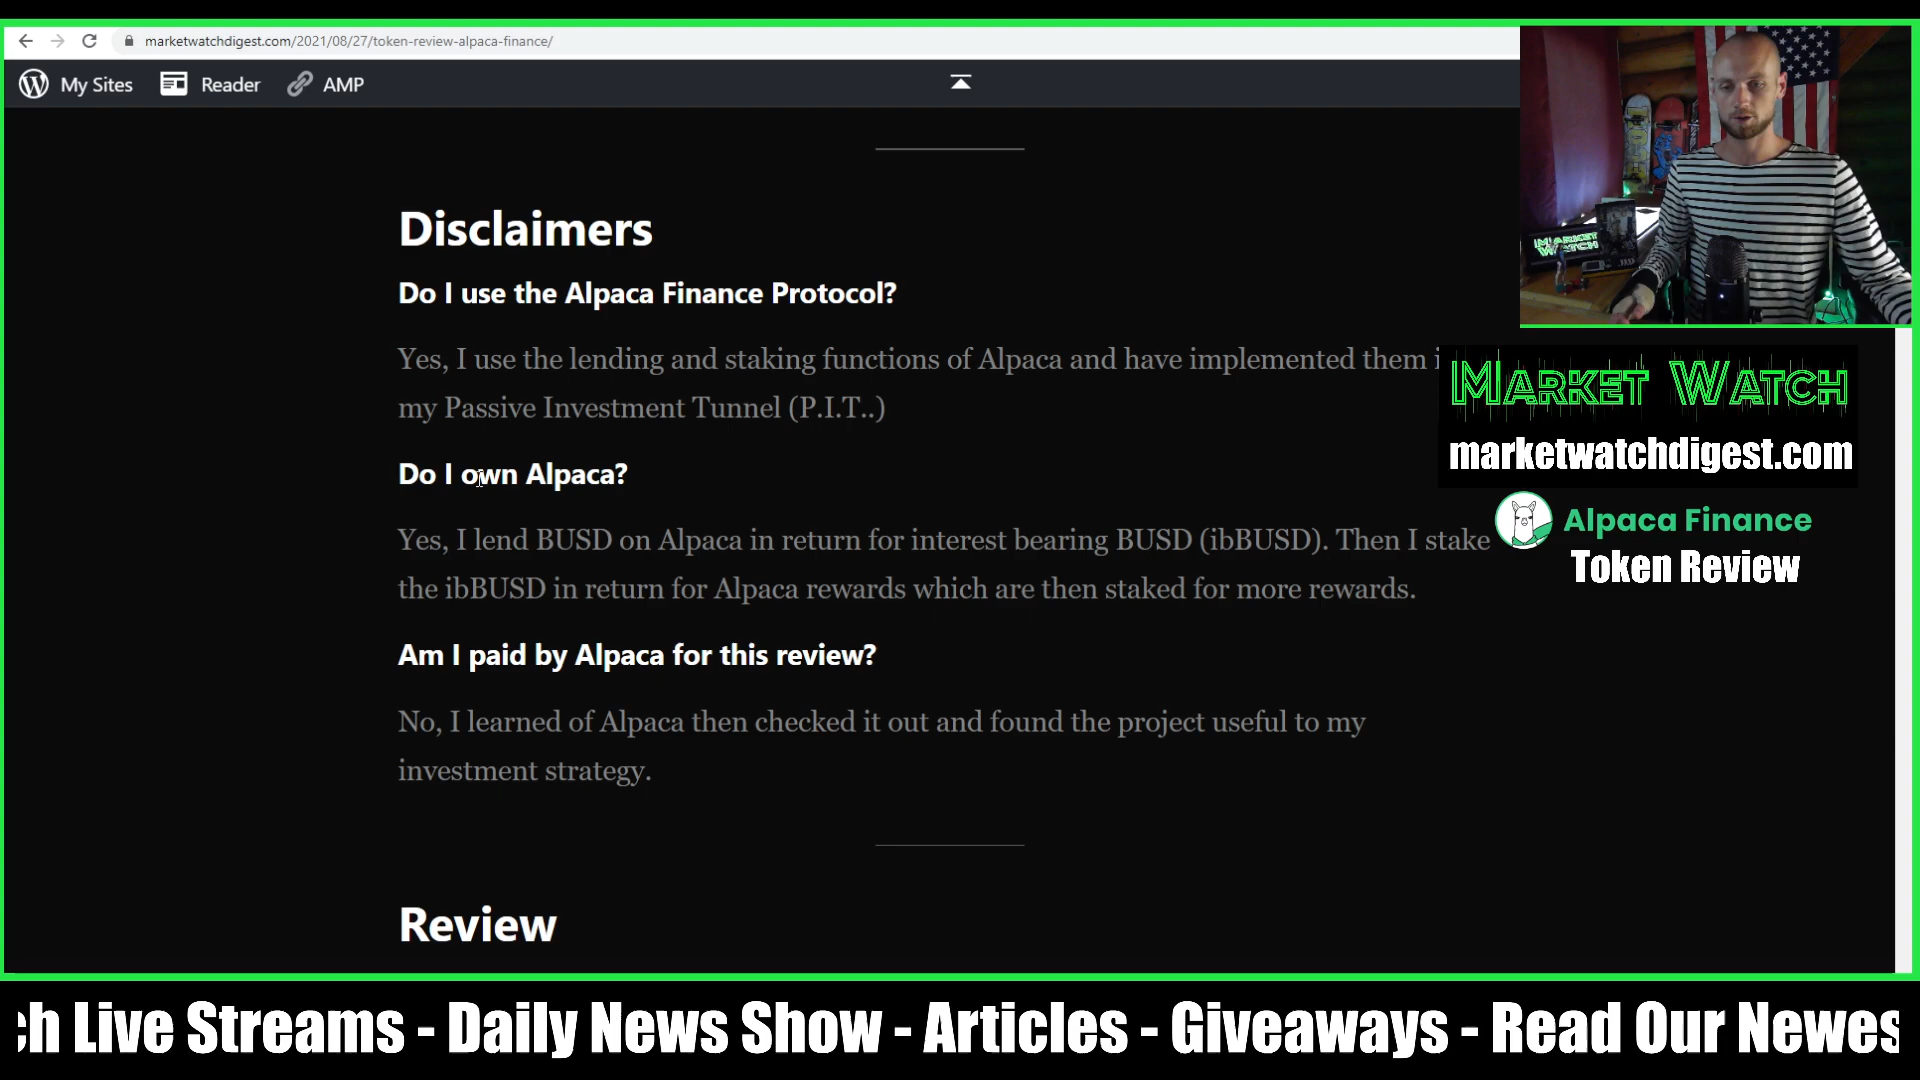 marketwatchdigest.com/2021/08/27/token-review-alpaca-finance/
My Sites
Reader
AMP
Disclaimers
Do I use the Alpaca Finance Protocol?
Yes, I use the lending and staking functions of Alpaca and have implemented them i
my Passive Investment Tunnel (P.I.T..)
Do I own Alpaca?
Yes, I lend BUSD on Alpaca in return for interest bearing BUSD (ibBUSD). Then I stake
the ibBUSD in return for Alpaca rewards which are then staked for more rewards.
Am I paid by Alpaca for this review?
No, I learned of Alpaca then checked it out and found the project useful to my
investment strategy.
Review
MARKET WATCH
MARKET WATCH
marketwatchdigest.com
Alpaca Finance
Token Review
ch Live Streams - Daily News Show - Articles - Giveaways - Read Our Newes